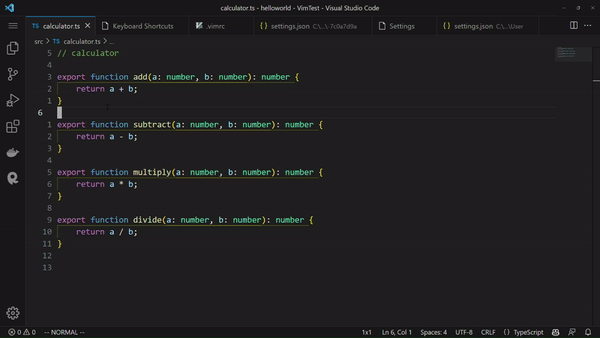 calculator.ts - helloworld - VimTest - Visual Studio Code
TS calculator.ts Keyboard Shortcuts .vimrc settings.json C:\...\-7c0a7d9a Settings settings.json C:\...\User
src > TS calculator.ts > ...
5 // calculator
4
3 export function add(a: number, b: number): number {
2 return a + b;
1 }
6
1 export function subtract(a: number, b: number): number {
2 return a - b;
3 }
4
5 export function multiply(a: number, b: number): number {
6 return a * b;
7 }
8
9 export function divide(a: number, b: number): number {
10 return a / b;
11 }
12
13
0 0 -- NORMAL -- 1x1 Ln 6, Col 1 Spaces: 4 UTF-8 CRLF {} TypeScript